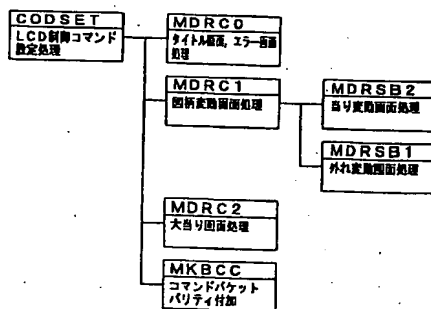 CODSET
LCD制御コマンド
設定処理
MDRC0
タイトル画面，エラー画面
処理
MDRC1
図柄変動画面処理
MDRSB2
当り変動画面処理
MDRSB1
外れ変動画面処理
MDRC2
大当り画面処理
MKBCC
コマンドパケット
パリティ付加